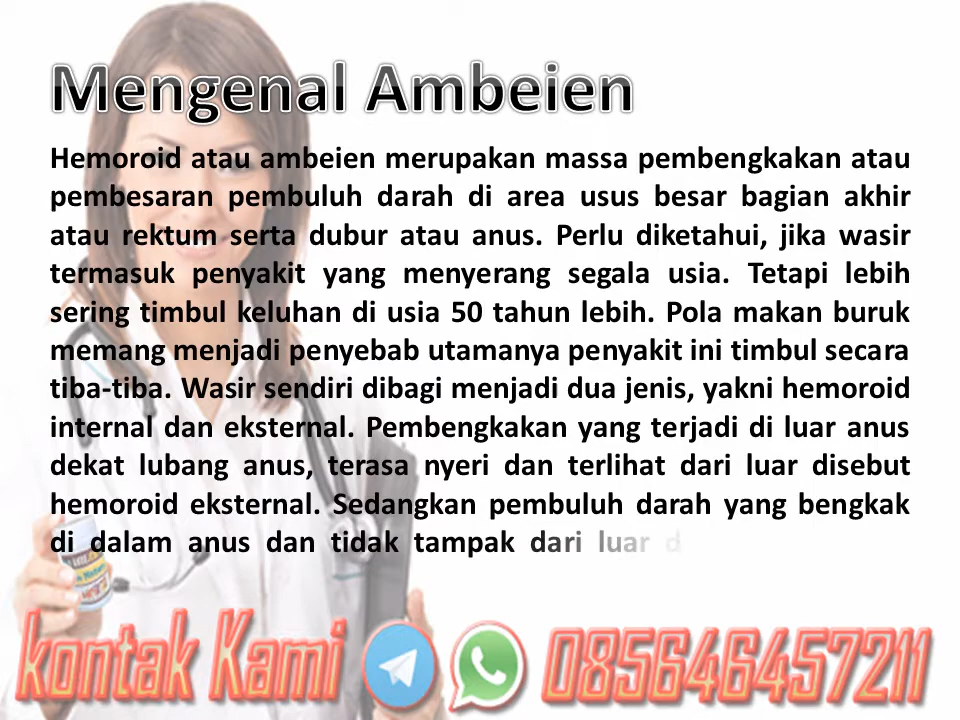 Mengenal Ambeien
Hemoroid atau ambeien merupakan massa pembengkakan atau
pembesaran pembuluh darah di area usus besar bagian akhir
atau rektum serta dubur atau anus. Perlu diketahui, jika wasir
termasuk penyakit yang menyerang segala usia. Tetapi lebih
sering timbul keluhan di usia 50 tahun lebih. Pola makan buruk
memang menjadi penyebab utamanya penyakit ini timbul secara
tiba-tiba. Wasir sendiri dibagi menjadi dua jenis, yakni hemoroid
internal dan eksternal. Pembengkakan yang terjadi di luar anus
dekat lubang anus, terasa nyeri dan terlihat dari luar disebut
hemoroid eksternal. Sedangkan pembuluh darah yang bengkak
di dalam anus dan tidak tampak dari luar d
kontak Kami 085646457211